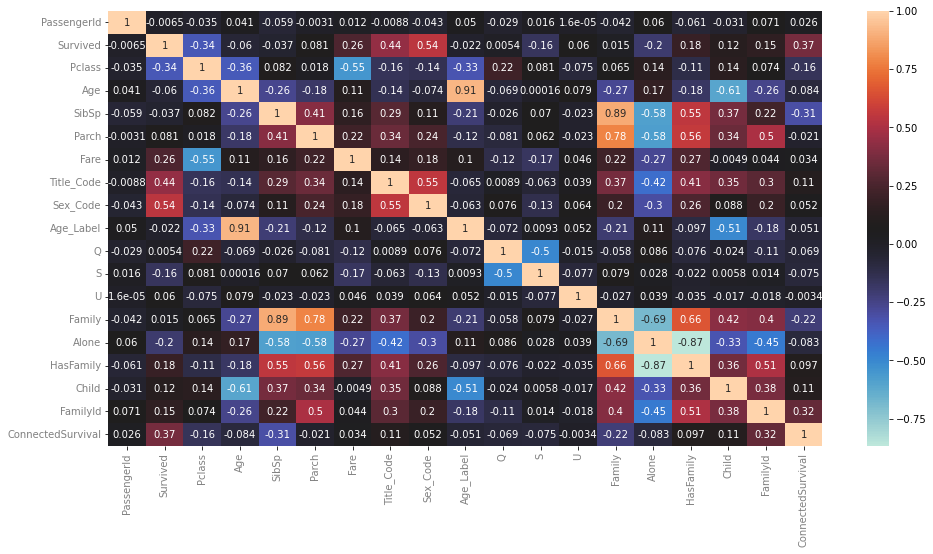 PassengerId 1 -0.0065 -0.035 0.041 -0.059 -0.0031 0.012 -0.0088 -0.043 0.05 -0.029 0.016 1.6e-05 -0.042 0.06 -0.061 -0.031 0.071 0.026
Survived -0.0065 1 -0.34 -0.06 -0.037 0.081 0.26 0.44 0.54 -0.022 0.0054 -0.16 0.06 0.015 -0.2 0.18 0.12 0.15 0.37
Pclass -0.035 -0.34 1 -0.36 0.082 0.018 -0.55 -0.16 -0.14 -0.33 0.22 0.081 -0.075 0.065 0.14 -0.11 0.14 0.074 -0.16
Age 0.041 -0.06 -0.36 1 -0.26 -0.18 0.11 -0.14 -0.074 0.91 -0.069 0.00016 0.079 -0.27 0.17 -0.18 -0.61 -0.26 -0.084
SibSp -0.059 -0.037 0.082 -0.26 1 0.41 0.16 0.29 0.11 -0.21 -0.026 0.07 -0.023 0.89 -0.58 0.55 0.37 0.22 -0.31
Parch -0.0031 0.081 0.018 -0.18 0.41 1 0.22 0.34 0.24 -0.12 -0.081 0.062 -0.023 0.78 -0.58 0.56 0.34 0.5 -0.021
Fare 0.012 0.26 -0.55 0.11 0.16 0.22 1 0.14 0.18 0.1 -0.12 -0.17 0.046 0.22 -0.27 0.27 -0.0049 0.044 0.034
Title_Code -0.0088 0.44 -0.16 -0.14 0.29 0.34 0.14 1 0.55 -0.065 0.0089 -0.063 0.039 0.37 -0.42 0.41 0.35 0.3 0.11
Sex_Code -0.043 0.54 -0.14 -0.074 0.11 0.24 0.18 0.55 1 -0.063 0.076 -0.13 0.064 0.2 -0.3 0.26 0.088 0.2 0.052
Age_Label 0.05 -0.022 -0.33 0.91 -0.21 -0.12 0.1 -0.065 -0.063 1 -0.072 0.0093 0.052 -0.21 0.11 -0.097 -0.51 -0.18 -0.051
Q -0.029 0.0054 0.22 -0.069 -0.026 -0.081 -0.12 0.0089 0.076 -0.072 1 -0.5 -0.015 -0.058 0.086 -0.076 -0.024 -0.11 -0.069
S 0.016 -0.16 0.081 0.00016 0.07 0.062 -0.17 -0.063 -0.13 0.0093 -0.5 1 -0.077 0.079 0.028 -0.022 0.0058 0.014 -0.075
U -1.6e-05 0.06 -0.075 0.079 -0.023 -0.023 0.046 0.039 0.064 0.052 -0.015 -0.077 1 -0.027 0.039 -0.035 -0.017 -0.018 -0.0034
Family -0.042 0.015 0.065 -0.27 0.89 0.78 0.22 0.37 0.2 -0.21 -0.058 0.079 -0.027 1 -0.69 0.66 0.42 0.4 -0.22
Alone 0.06 -0.2 0.14 0.17 -0.58 -0.58 -0.27 -0.42 -0.3 0.11 0.086 0.028 0.039 -0.69 1 -0.87 -0.33 -0.45 -0.083
HasFamily -0.061 0.18 -0.11 -0.18 0.55 0.56 0.27 0.41 0.26 -0.097 -0.076 -0.022 -0.035 0.66 -0.87 1 0.36 0.51 0.097
Child -0.031 0.12 0.14 -0.61 0.37 0.34 -0.0049 0.35 0.088 -0.51 -0.024 0.0058 -0.017 0.42 -0.33 0.36 1 0.38 0.11
FamilyId 0.071 0.15 0.074 -0.26 0.22 0.5 0.044 0.3 0.2 -0.18 -0.11 0.014 -0.018 0.4 -0.45 0.51 0.38 1 0.32
ConnectedSurvival 0.026 0.37 -0.16 -0.084 -0.31 -0.021 0.034 0.11 0.052 -0.051 -0.069 -0.075 -0.0034 -0.22 -0.083 0.097 0.11 0.32 1
PassengerId Survived Pclass Age SibSp Parch Fare Title_Code Sex_Code Age_Label Q S U Family Alone HasFamily Child FamilyId ConnectedSurvival
1.00
0.75
0.50
0.25
0.00
-0.25
-0.50
-0.75